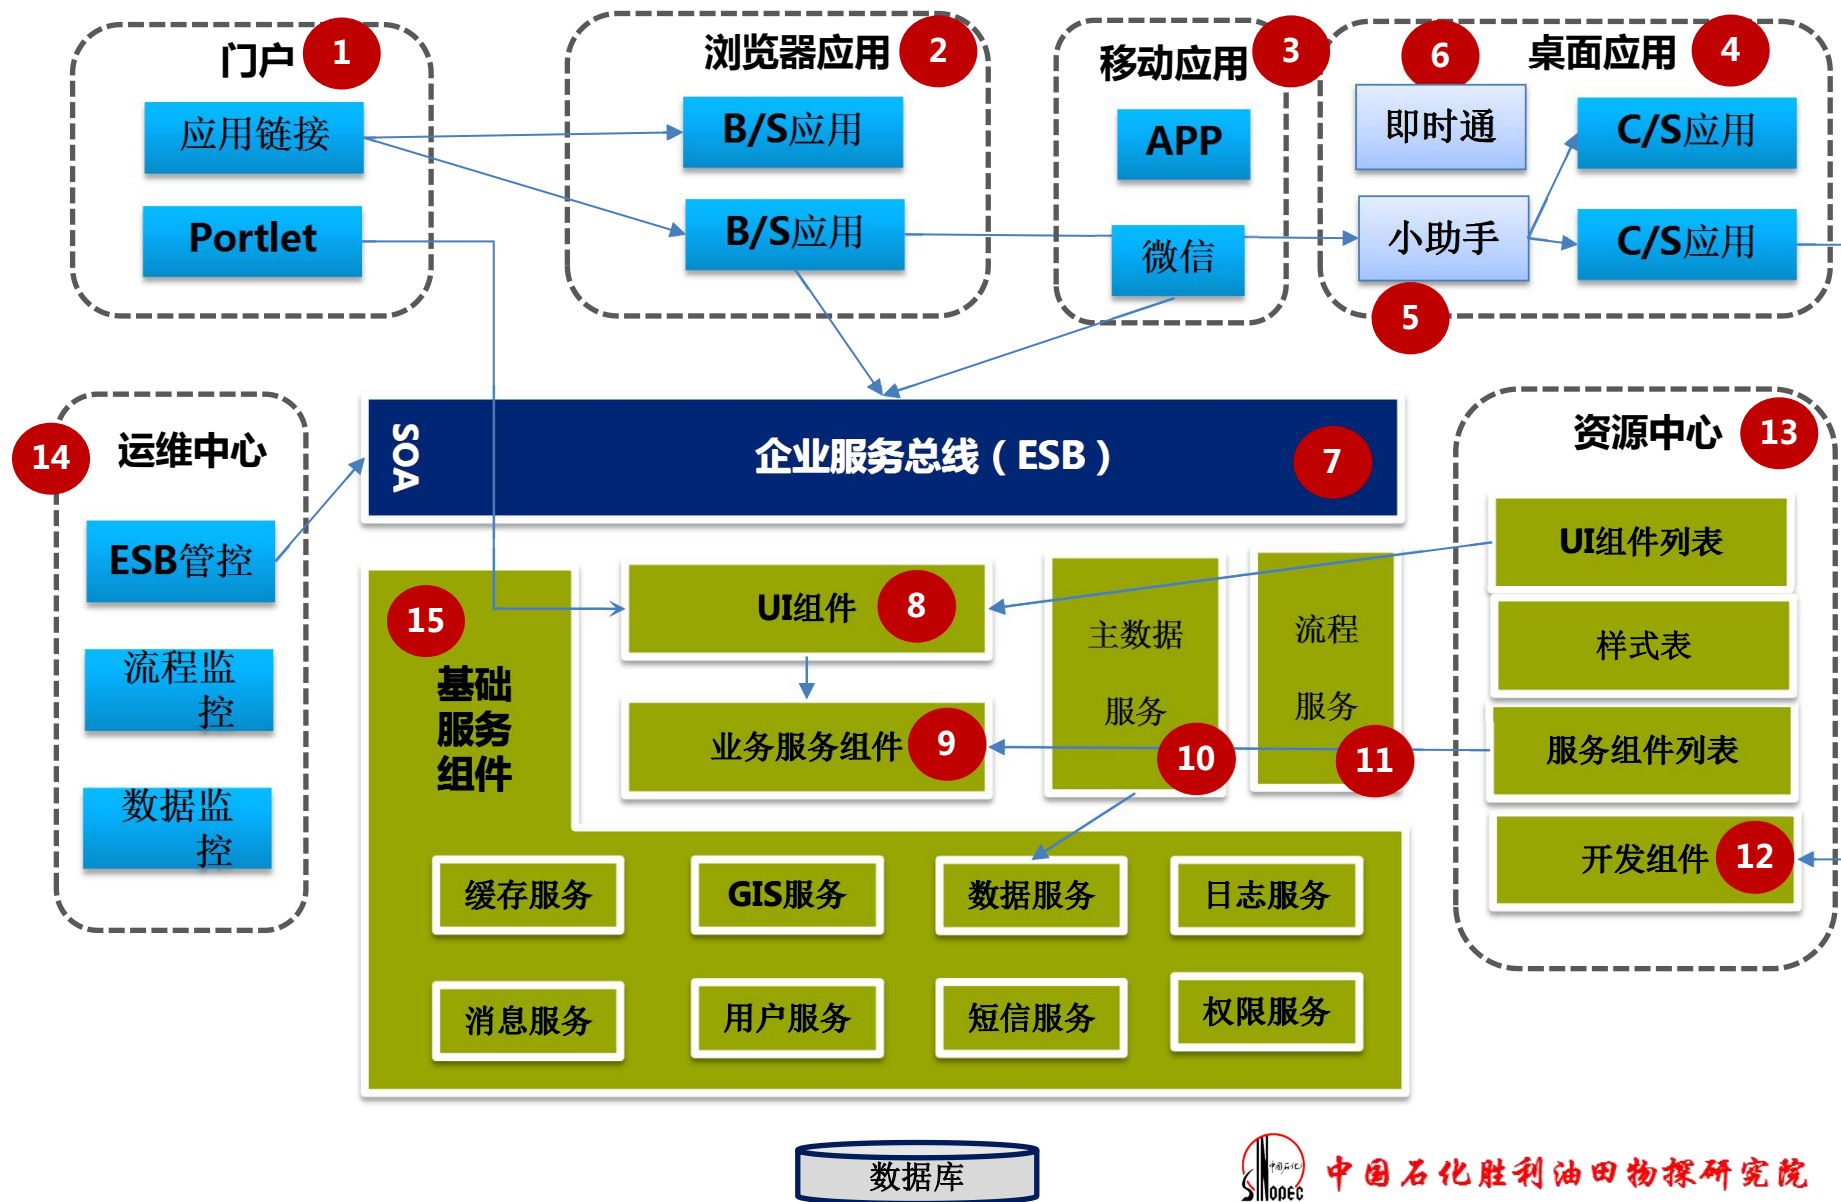 门户
1
应用链接
Portlet
浏览器应用
2
B/S应用
B/S应用
移动应用
3
APP
微信
桌面应用
4
6
即时通
C/S应用
小助手
C/S应用
5
14
运维中心
ESB管控
流程监
控
数据监
控
SOA
企业服务总线（ESB）
7
15
基础
服务
组件
UI组件
8
业务服务组件
9
主数据
服务
10
流程
服务
11
缓存服务
GIS服务
数据服务
日志服务
消息服务
用户服务
短信服务
权限服务
资源中心
13
UI组件列表
样式表
服务组件列表
开发组件
12
数据库
中国石化
SINOPEC
中国石化胜利油田物探研究院